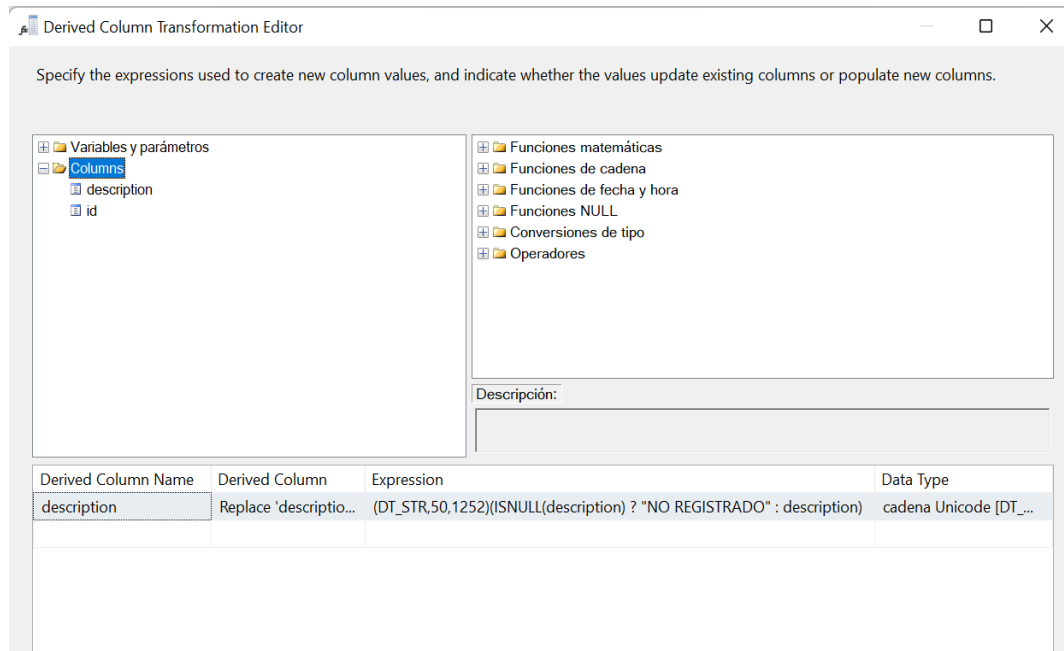 Derived Column Transformation Editor
Specify the expressions used to create new column values, and indicate whether the values update existing columns or populate new columns.
Variables y parámetros
Columns
description
id
Funciones matemáticas
Funciones de cadena
Funciones de fecha y hora
Funciones NULL
Conversiones de tipo
Operadores
Descripción:
Derived Column Name Derived Column Expression Data Type
description Replace 'descriptio... (DT_STR,50,1252)(ISNULL(description) ? "NO REGISTRADO" : description) cadena Unicode [DT_...